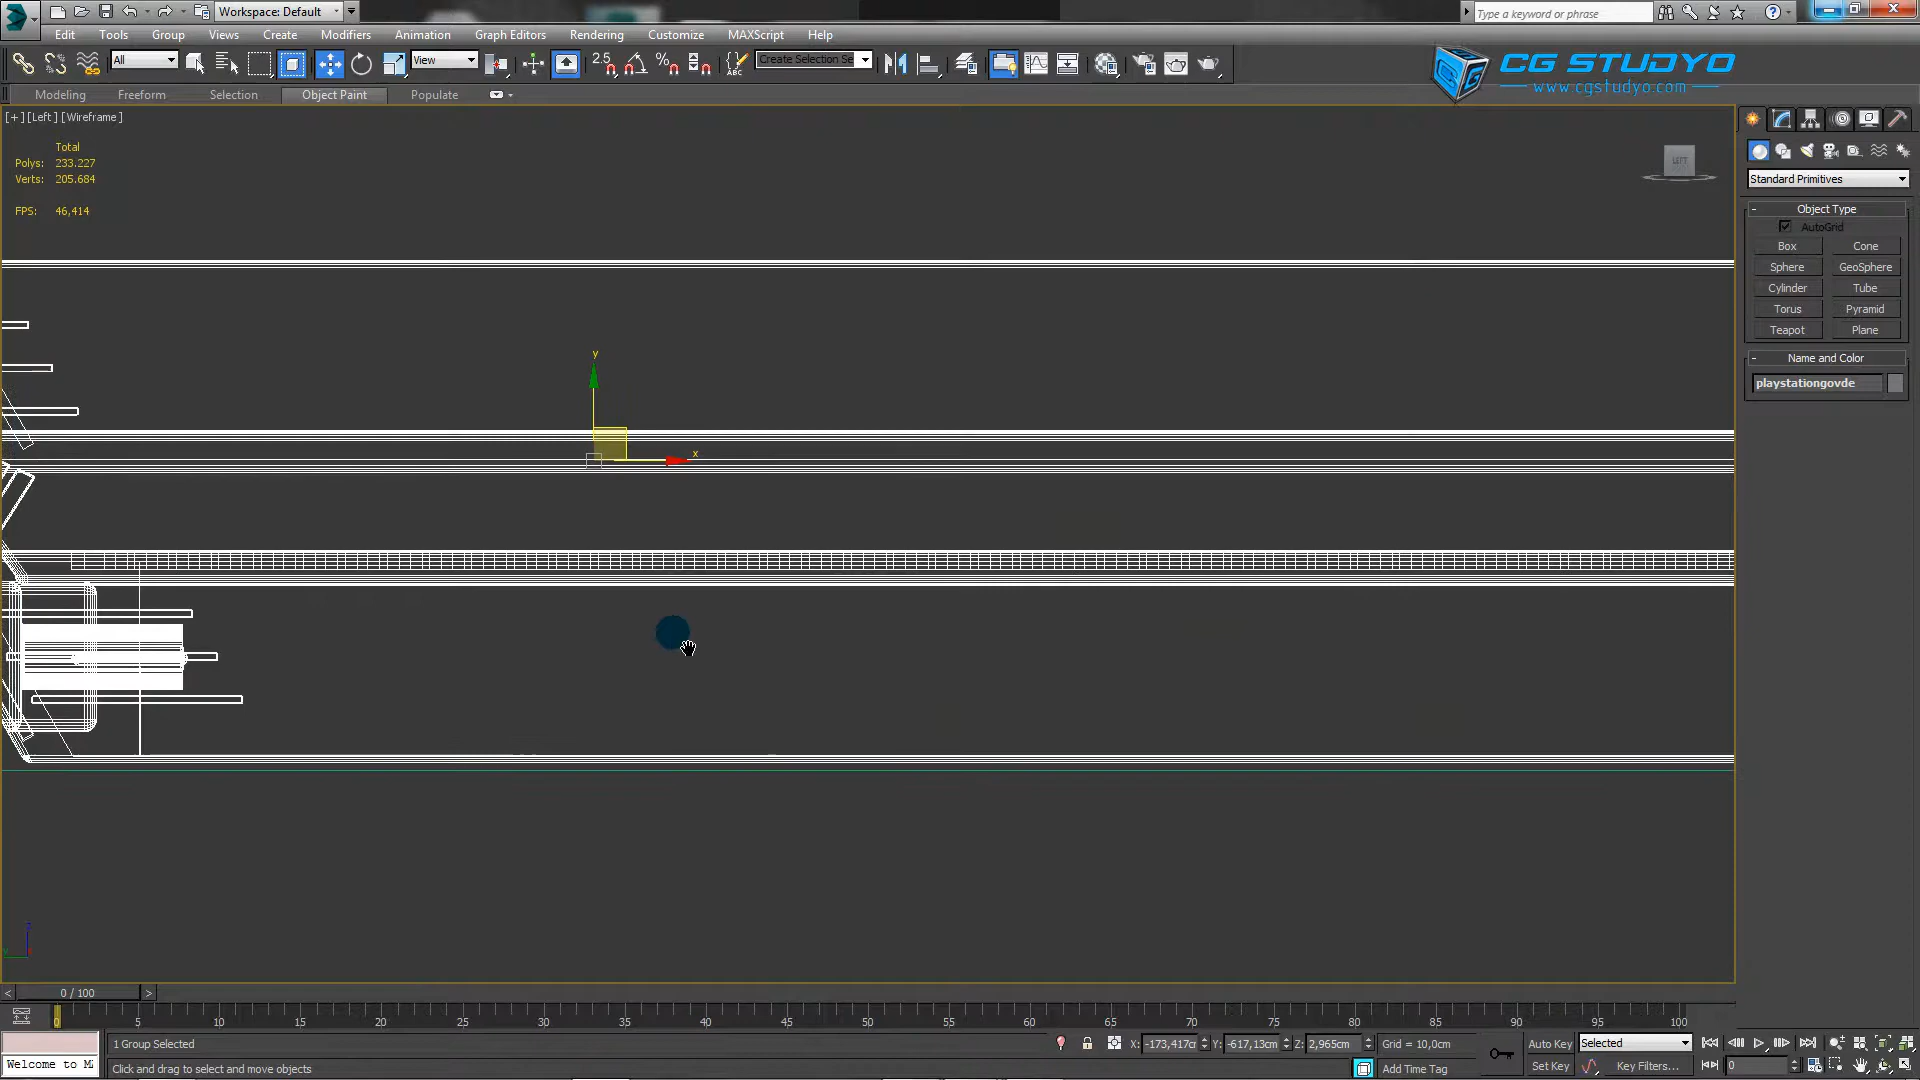 Workspace: Default
Type a keyword or phrase
Edit Tools Group Views Create Modifiers Animation Graph Editors Rendering Customize MAXScript Help
All View 2.5 Create Selection Se
CG STUDYO
www.cgstudyo.com
Modeling Freeform Selection Object Paint Populate
[+] [Left ] [Wireframe ]
Total
Polys: 233.227
Verts: 205.684
FPS: 46,414
LEFT
Standard Primitives
Object Type
AutoGrid
Box Cone
Sphere GeoSphere
Cylinder Tube
Torus Pyramid
Teapot Plane
Name and Color
playstationgovde
y
x
< 0 / 100 >
0 5 10 15 20 25 30 35 40 45 50 55 60 65 70 75 80 85 90 95 100
1 Group Selected X: -173,417c Y: -617,13cm Z: 2,965cm Grid = 10,0cm Auto Key Selected
Welcome to M
Click and drag to select and move objects Add Time Tag Set Key Key Filters... 0